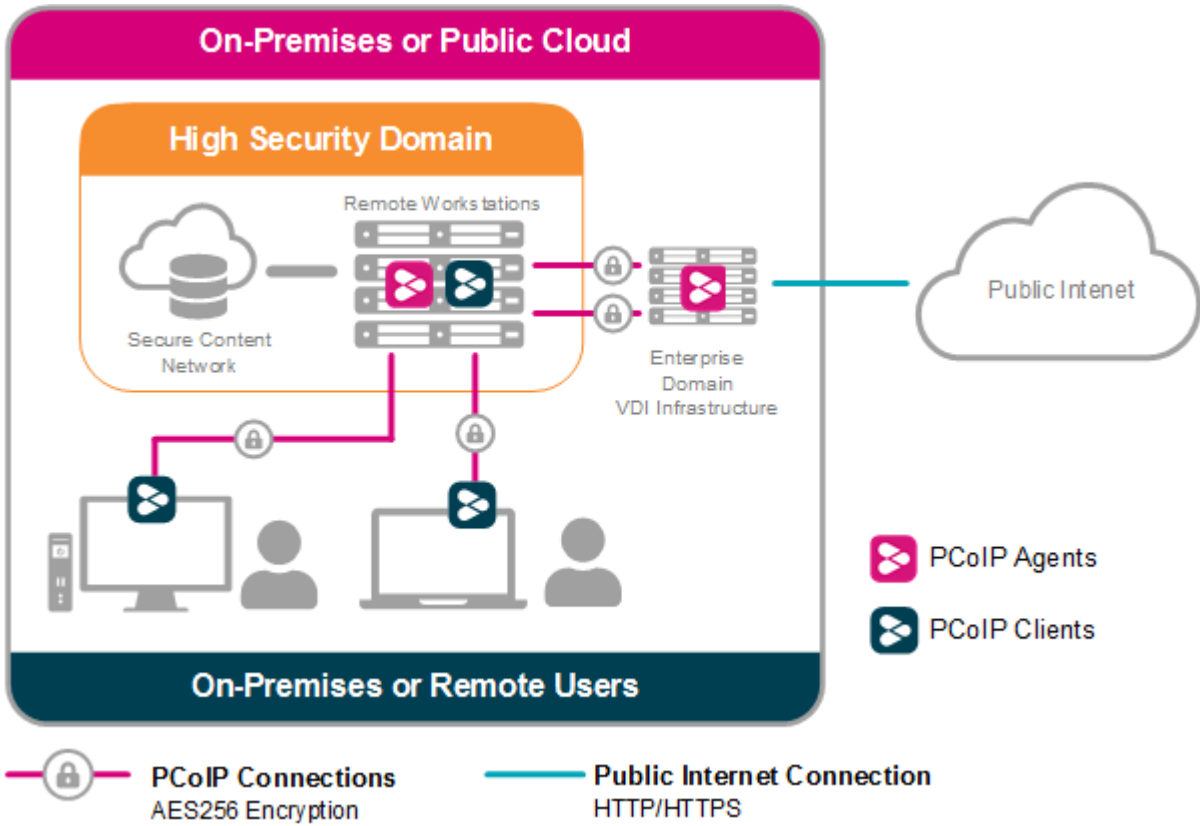 On-Premises or Public Cloud
High Security Domain
Remote Workstations
Secure Content
Network
Enterprise
Domain
VDI Infrastructure
Public Intenet
PCoIP Agents
PCoIP Clients
On-Premises or Remote Users
PCoIP Connections
AES256 Encryption
Public Internet Connection
HTTP/HTTPS